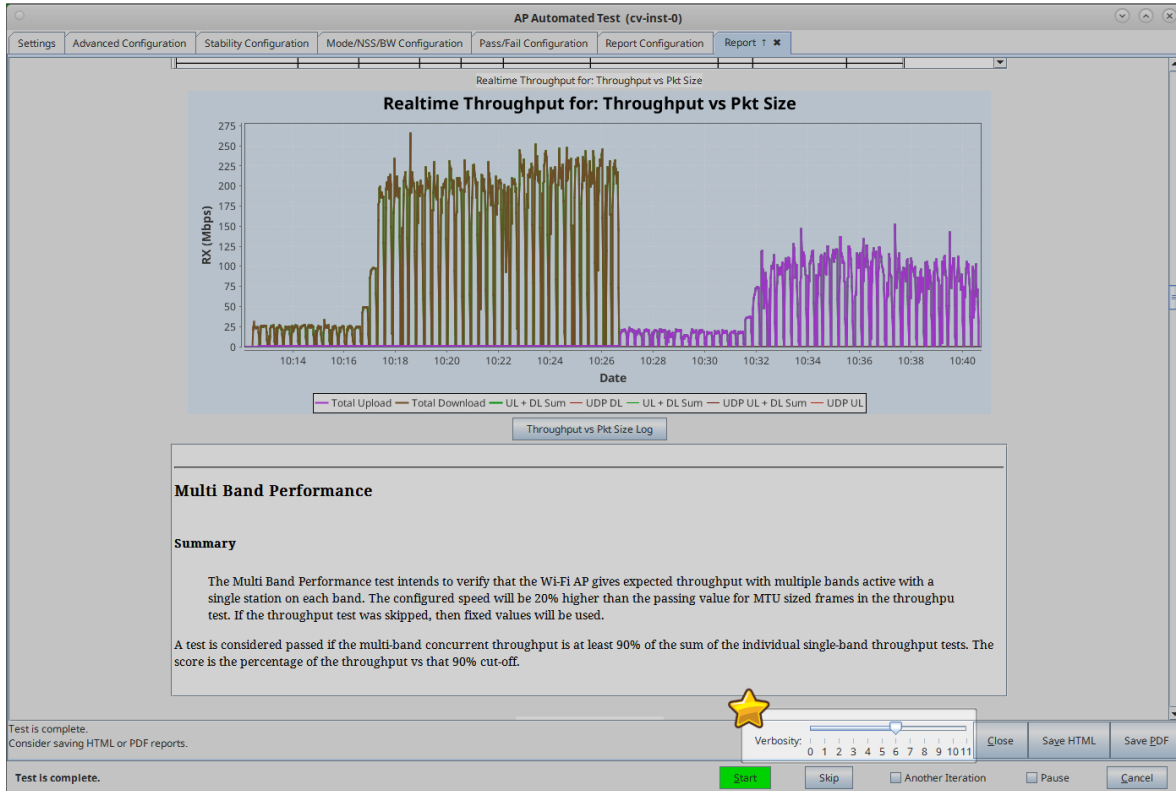 AP Automated Test (cv-inst-0)
Settings
Advanced Configuration
Stability Configuration
Mode/NSS/BW Configuration
Pass/Fail Configuration
Report Configuration
Report ↑ ✖
Realtime Throughput for: Throughput vs Pkt Size
Realtime Throughput for: Throughput vs Pkt Size
RX (Mbps)
275
250
225
200
175
150
125
100
75
50
25
0
10:14 10:16 10:18 10:20 10:22 10:24 10:26 10:28 10:30 10:32 10:34 10:36 10:38 10:40
Date
Total Upload Total Download UL + DL Sum UDP DL UL + DL Sum UDP UL + DL Sum UDP UL
Throughput vs Pkt Size Log
Multi Band Performance
Summary
The Multi Band Performance test intends to verify that the Wi-Fi AP gives expected throughput with multiple bands active with a
single station on each band. The configured speed will be 20% higher than the passing value for MTU sized frames in the throughpu
test. If the throughput test was skipped, then fixed values will be used.
A test is considered passed if the multi-band concurrent throughput is at least 90% of the sum of the individual single-band throughput tests. The
score is the percentage of the throughput vs that 90% cut-off.
Test is complete.
Consider saving HTML or PDF reports.
Verbosity:
0 1 2 3 4 5 6 7 8 9 10 11
Close
Save HTML
Save PDF
Test is complete.
Start
Skip
Another Iteration
Pause
Cancel